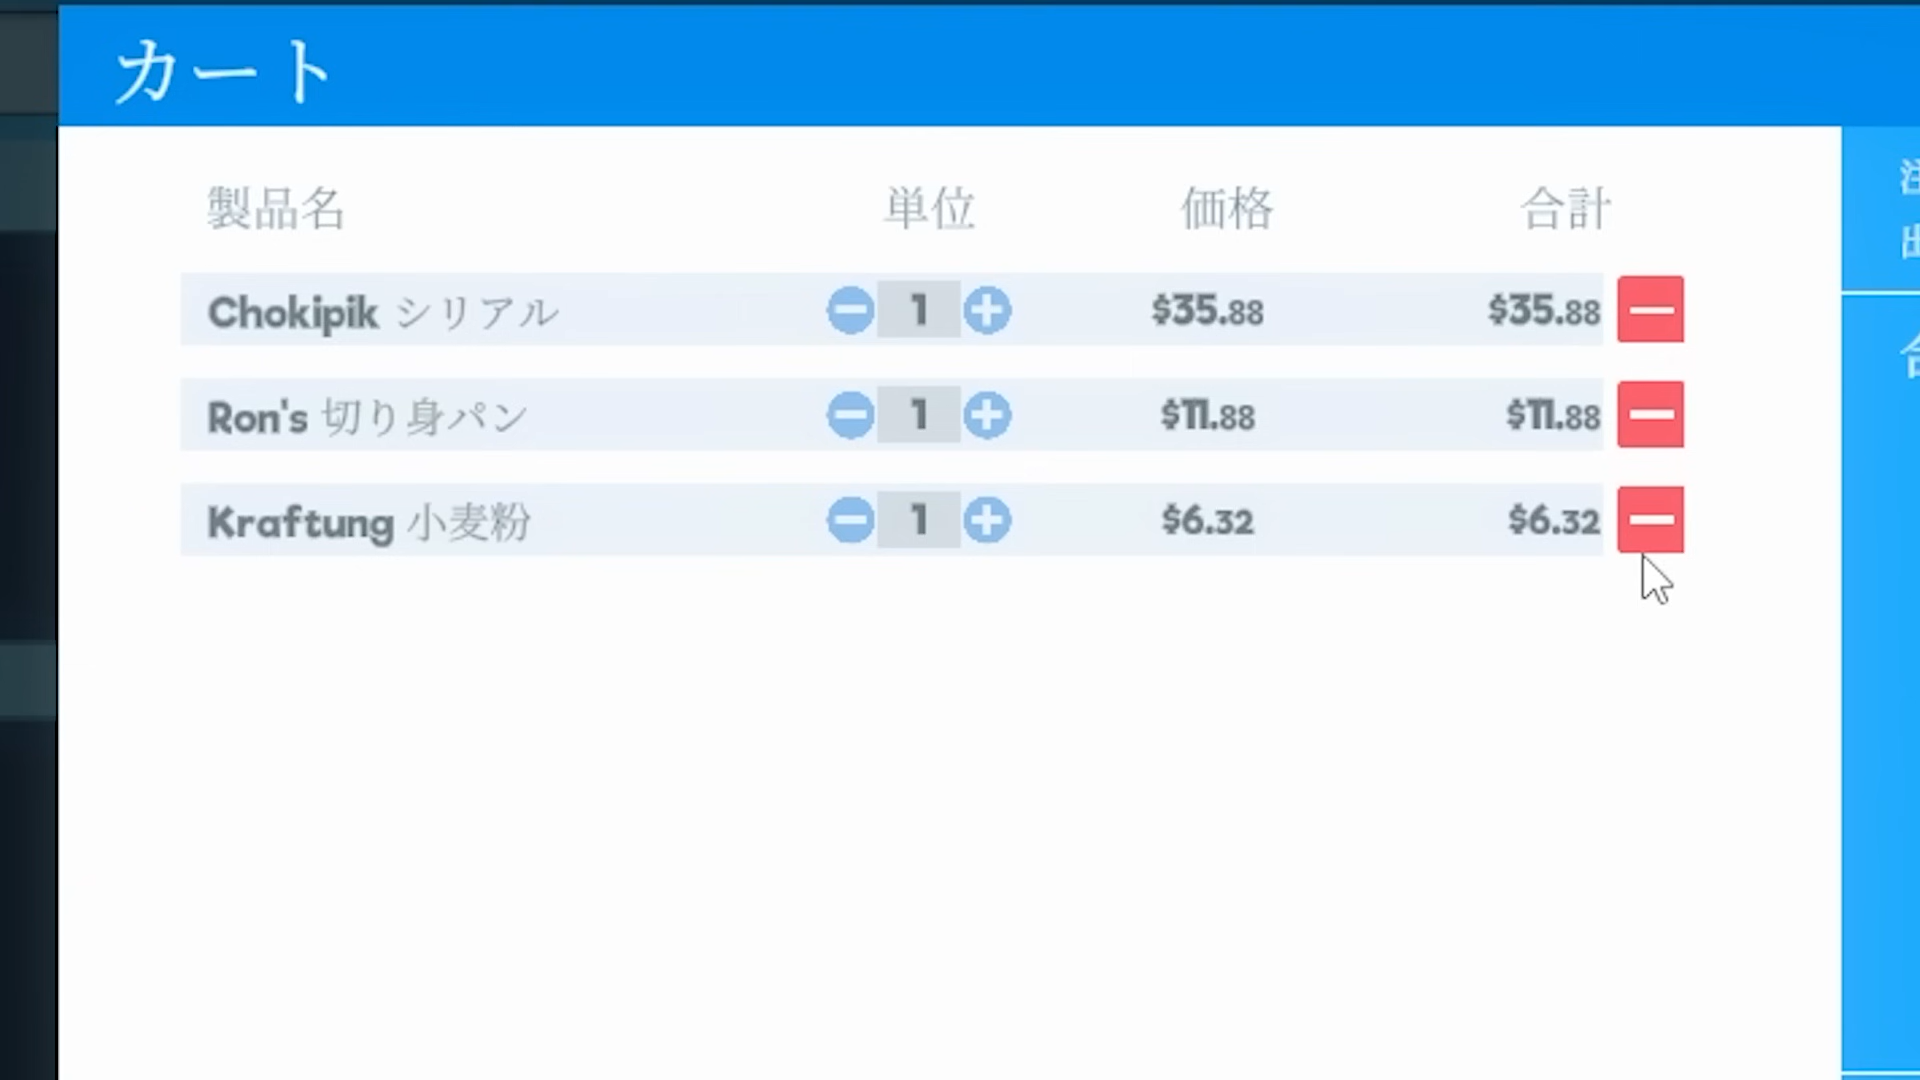 カート
製品名 単位 価格 合計
Chokipik シリアル 1 $35.88 $35.88
Ron's 切り身パン 1 $11.88 $11.88
Kraftung 小麦粉 1 $6.32 $6.32